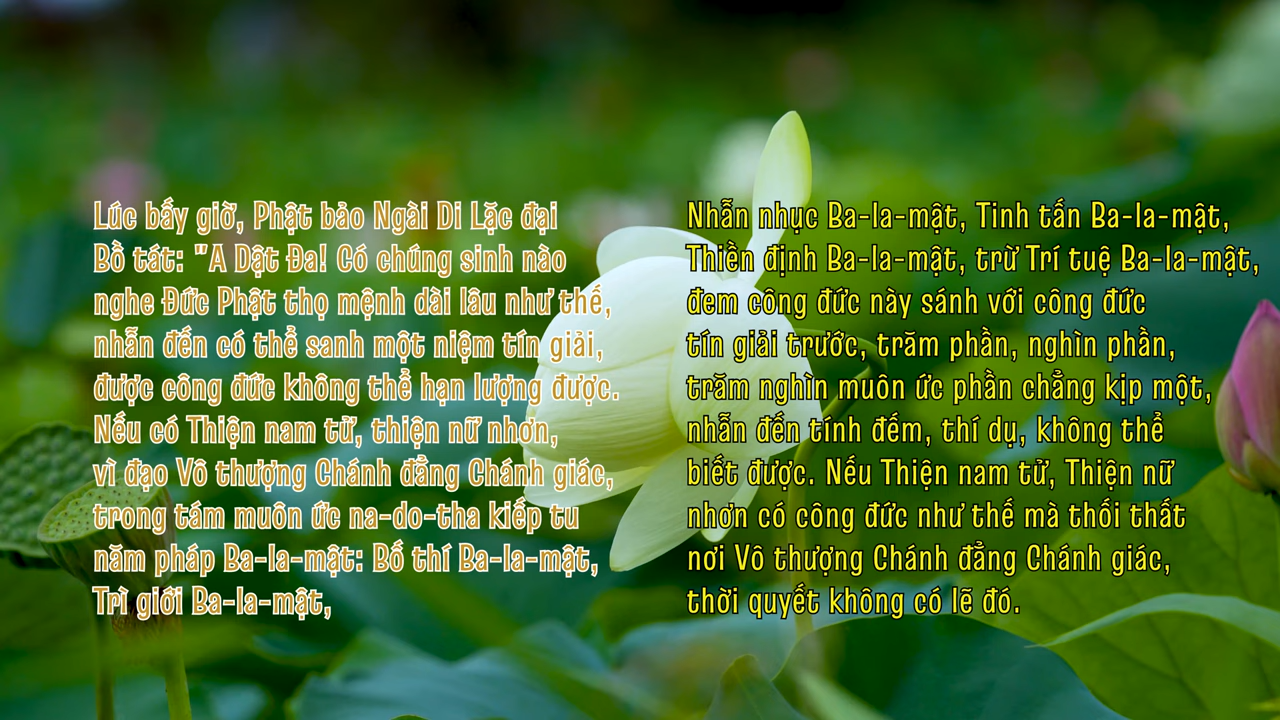 Lúc bấy giờ, Phật bảo Ngài Di Lặc đại
Bồ tát: "A Dật Đa! Có chúng sinh nào
nghe Đức Phật thọ mệnh dài lâu như thế,
nhẫn đến có thể sanh một niệm tín giải,
được công đức không thể hạn lượng được.
Nếu có Thiện nam tử, thiện nữ nhơn,
vì đạo Vô thượng Chánh đẳng Chánh giác,
trong tám muôn ức na-do-tha kiếp tu
năm pháp Ba-la-mật: Bố thí Ba-la-mật,
Trì giới Ba-la-mật,
Nhẫn nhục Ba-la-mật, Tinh tấn Ba-la-mật,
Thiền định Ba-la-mật, trừ Trí tuệ Ba-la-mật,
đem công đức này sánh với công đức
tín giải trước, trăm phần, nghìn phần,
trăm nghìn muôn ức phần chẳng kịp một,
nhẫn đến tính đếm, thí dụ, không thể
biết được. Nếu Thiện nam tử, Thiện nữ
nhơn có công đức như thế mà thối thất
nơi Vô thượng Chánh đẳng Chánh giác,
thời quyết không có lẽ đó.